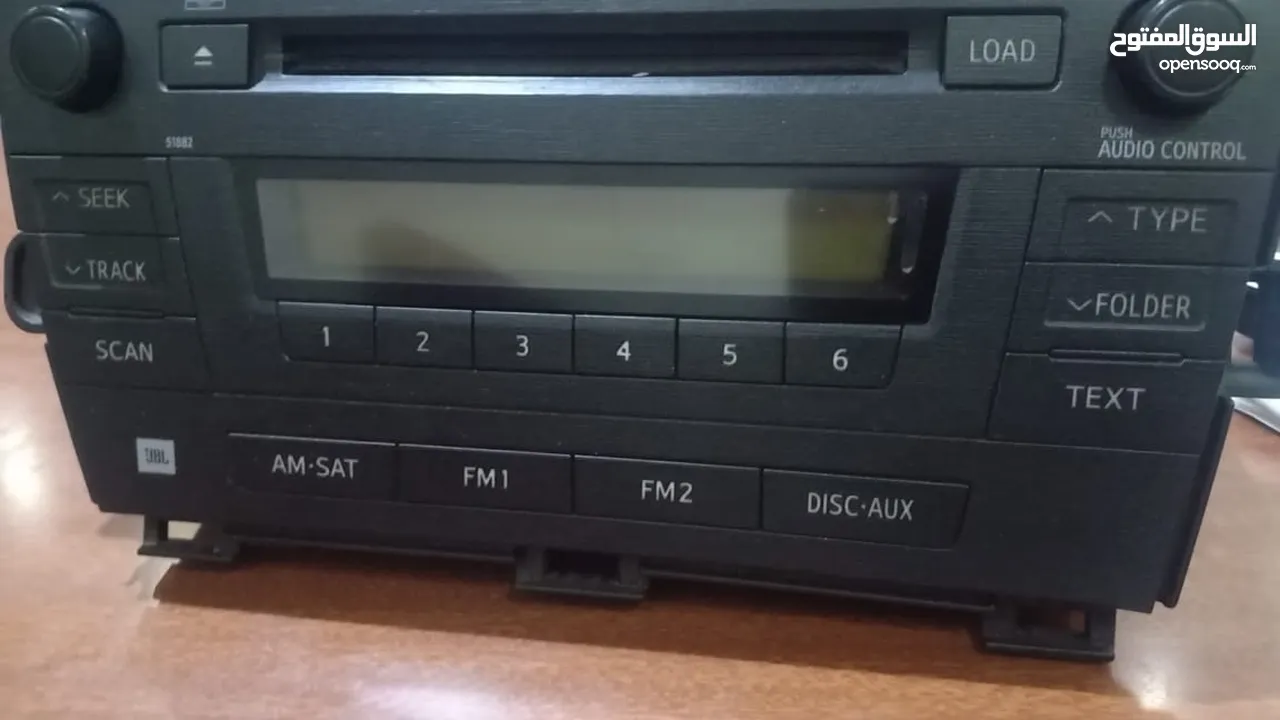 LOAD
السوق المفتوح
opensooq.com
51882
PUSH
AUDIO CONTROL
SEEK
TYPE
TRACK
FOLDER
SCAN
1 2 3 4 5 6
TEXT
JBL
AM·SAT FM1 FM2 DISC·AUX